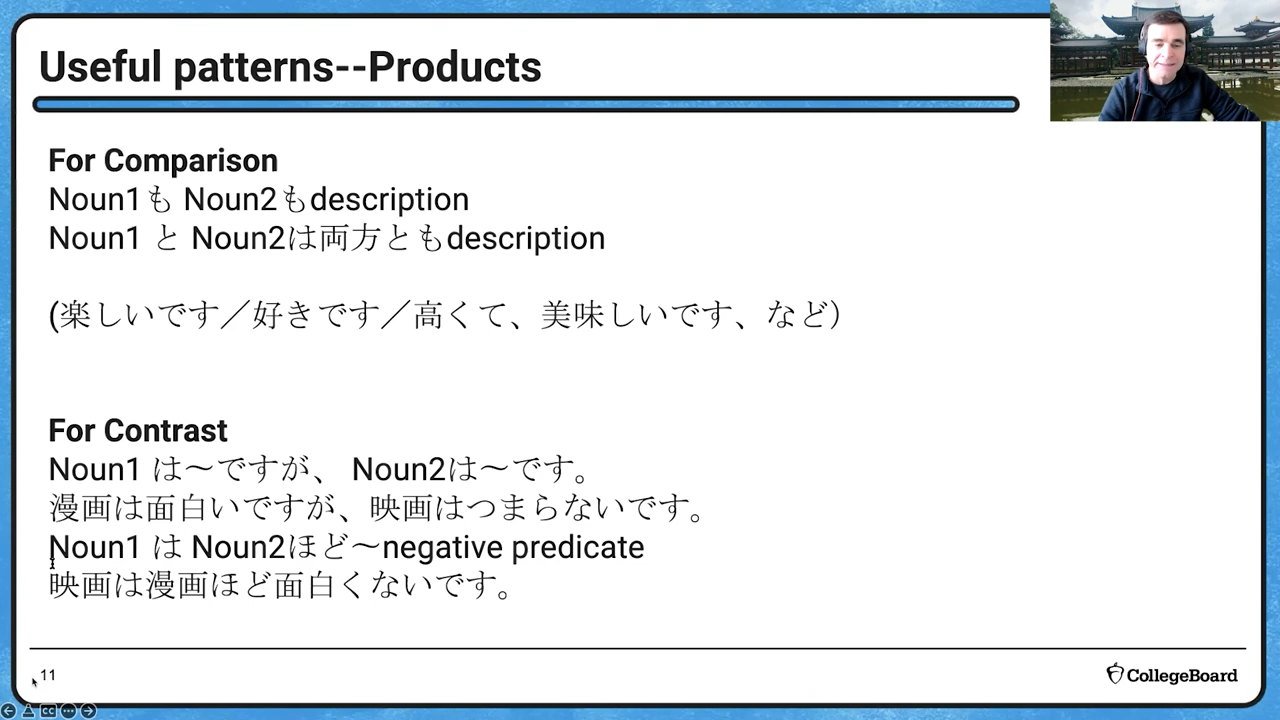 Useful patterns--Products
For Comparison
Noun1も Noun2もdescription
Noun1 と Noun2は両方ともdescription
(楽しいです／好きです／高くて、美味しいです、など）
For Contrast
Noun1 は～ですが、 Noun2は～です。
漫画は面白いですが、映画はつまらないです。
Noun1 は Noun2ほど～negative predicate
映画は漫画ほど面白くないです。
11
CollegeBoard
CC